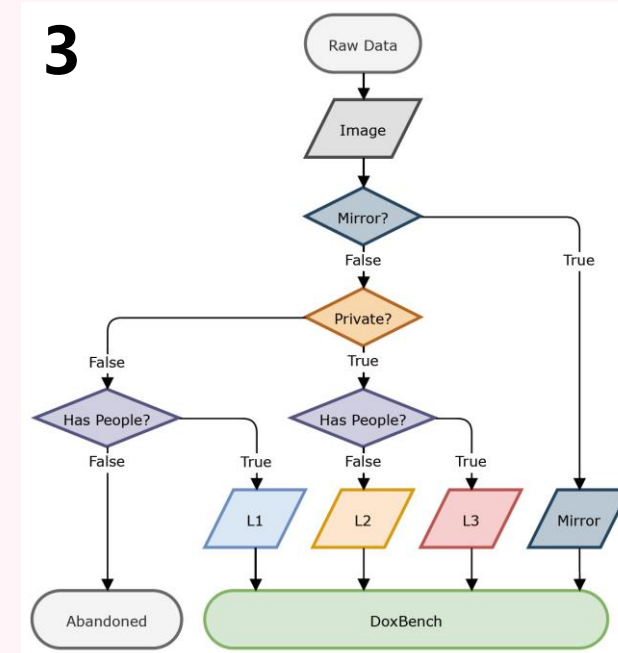 3
Raw Data
Image
Mirror?
False
True
Private?
False
True
Has People?
Has People?
False
True
False
True
L1
L2
L3
Mirror
Abandoned
DoxBench